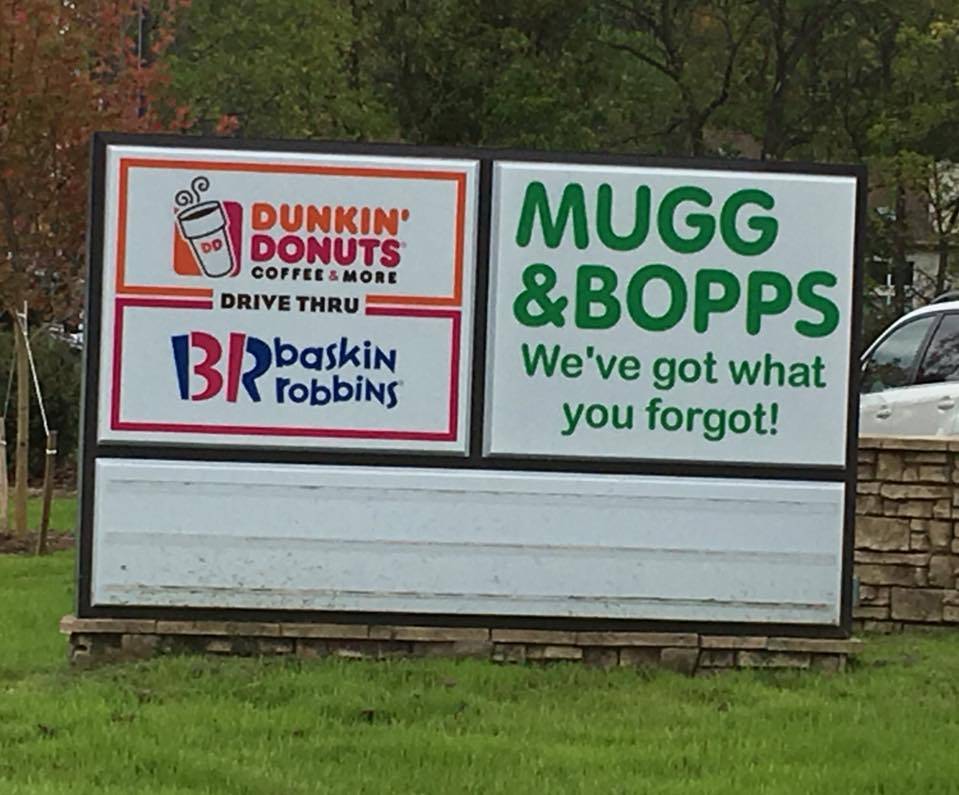 DD
DUNKIN'
DONUTS
COFFEE & MORE
DRIVE THRU
BR baskin
robbins
MUGG
&BOPPS
We've got what
you forgot!